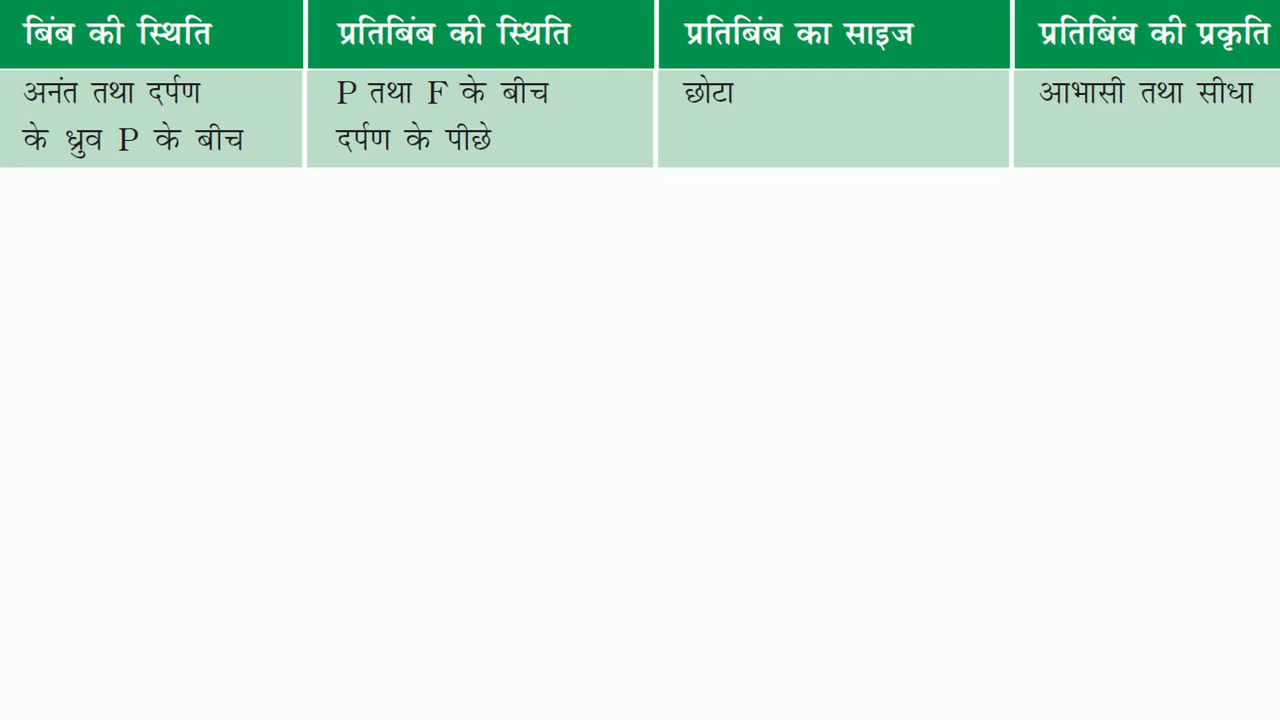 बिंब की स्थिति
प्रतिबिंब की स्थिति
प्रतिबिंब का साइज
प्रतिबिंब की प्रकृति
अनंत तथा दर्पण
के ध्रुव P के बीच
P तथा F के बीच
दर्पण के पीछे
छोटा
आभासी तथा सीधा